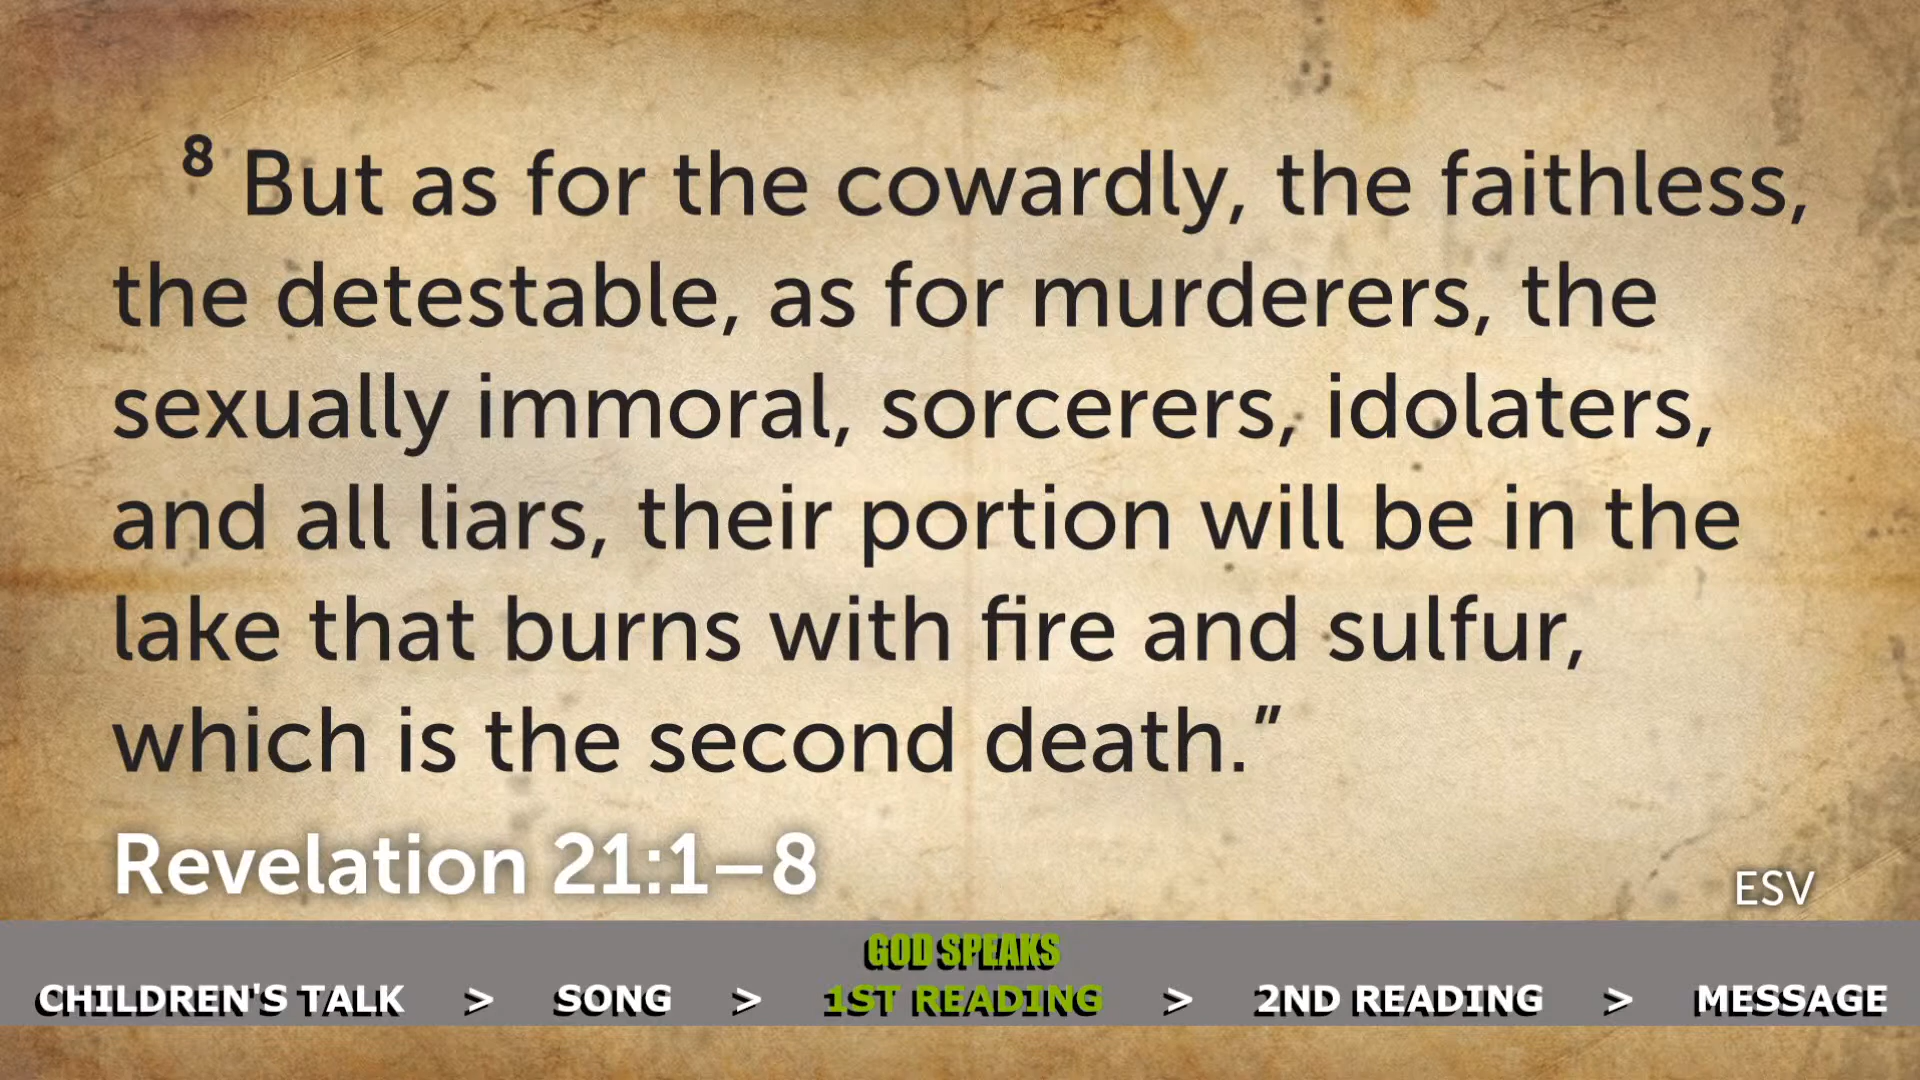 8 But as for the cowardly, the faithless,
the detestable, as for murderers, the
sexually immoral, sorcerers, idolaters,
and all liars, their portion will be in the
lake that burns with fire and sulfur,
which is the second death.”
Revelation 21:1–8
ESV
GOD SPEAKS
CHILDREN'S TALK > SONG > 1ST READING > 2ND READING > MESSAGE